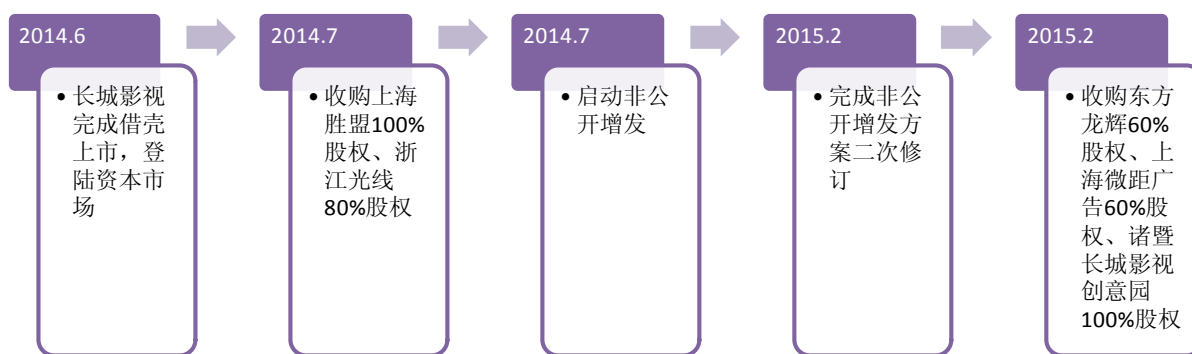 2014.6
• 长城影视
完成借壳
上市，登
陆资本市
场
2014.7
• 收购上海
胜盟100%
股权、浙
江光线
80%股权
2014.7
• 启动非公
开增发
2015.2
• 完成非公
开增发方
案二次修
订
2015.2
• 收购东方
龙辉60%
股权、上
海微距广
告60%股
权、诸暨
长城影视
创意园
100%股权